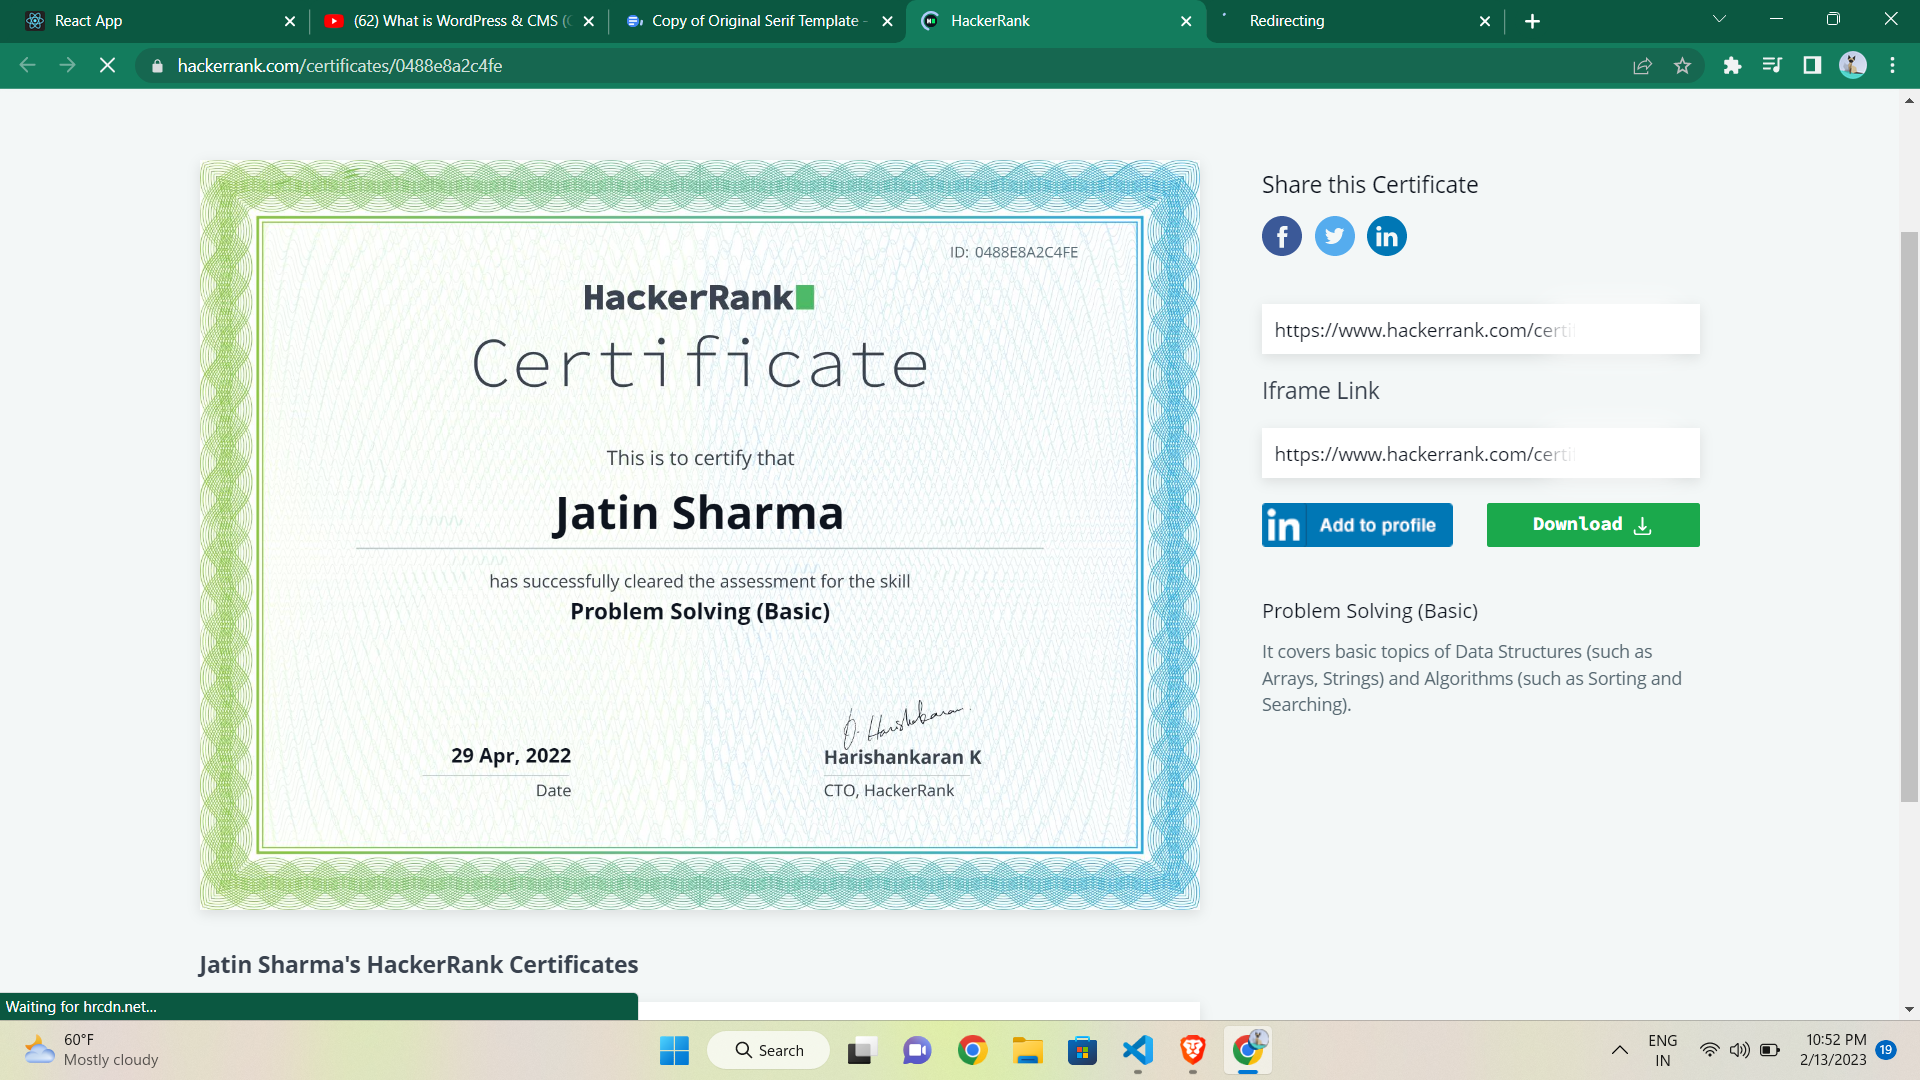 React App
(62) What is WordPress & CMS (
Copy of Original Serif Template -
HackerRank
Redirecting
hackerrank.com/certificates/0488e8a2c4fe
ID: 0488E8A2C4FE
HackerRank
Certificate
This is to certify that
Jatin Sharma
has successfully cleared the assessment for the skill
Problem Solving (Basic)
29 Apr, 2022
Date
Harishankaran K
CTO, HackerRank
Share this Certificate
https://www.hackerrank.com/certi
Iframe Link
https://www.hackerrank.com/certi
in Add to profile
Download
Problem Solving (Basic)
It covers basic topics of Data Structures (such as
Arrays, Strings) and Algorithms (such as Sorting and
Searching).
Jatin Sharma's HackerRank Certificates
Waiting for hrcdn.net...
60°F
Mostly cloudy
Search
ENG
IN
10:52 PM
2/13/2023
19